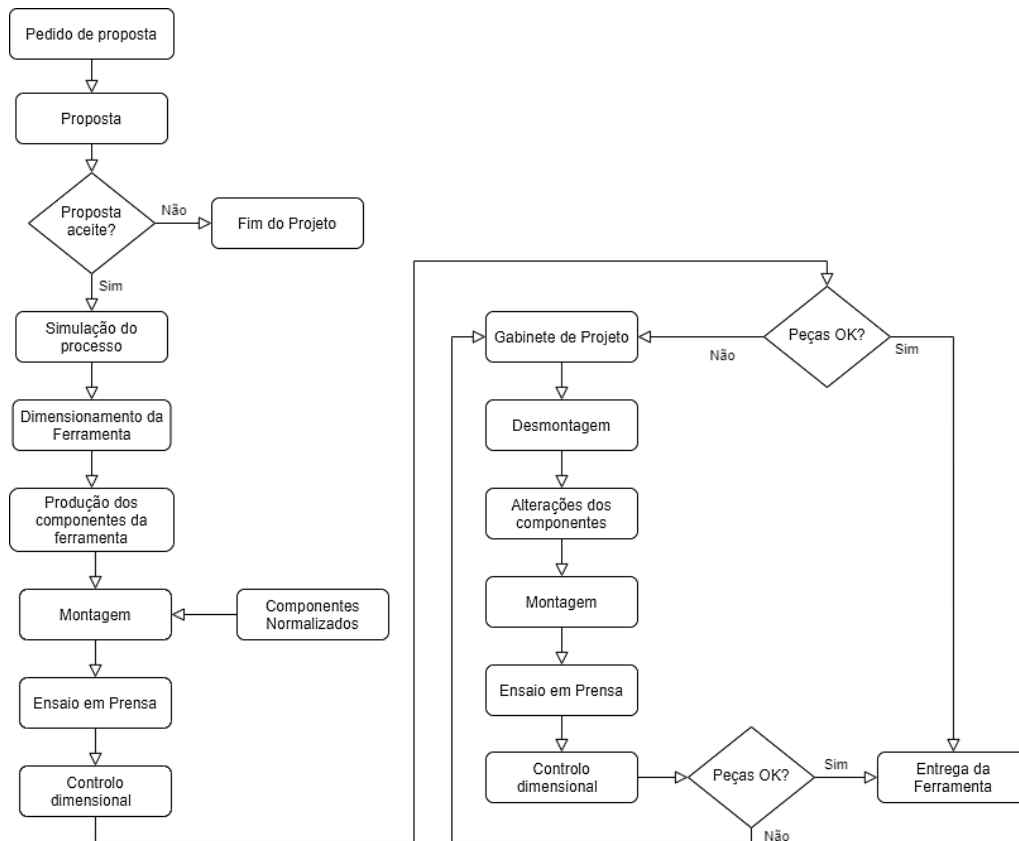 Pedido de proposta
Proposta
Proposta
aceite?
Não
Fim do Projeto
Sim
Simulação do
processo
Dimensionamento da
Ferramenta
Produção dos
componentes da
ferramenta
Montagem
Componentes
Normalizados
Ensaio em Prensa
Controlo
dimensional
Peças OK?
Não
Sim
Gabinete de Projeto
Desmontagem
Alterações dos
componentes
Montagem
Ensaio em Prensa
Controlo
dimensional
Peças OK?
Sim
Não
Entrega da
Ferramenta